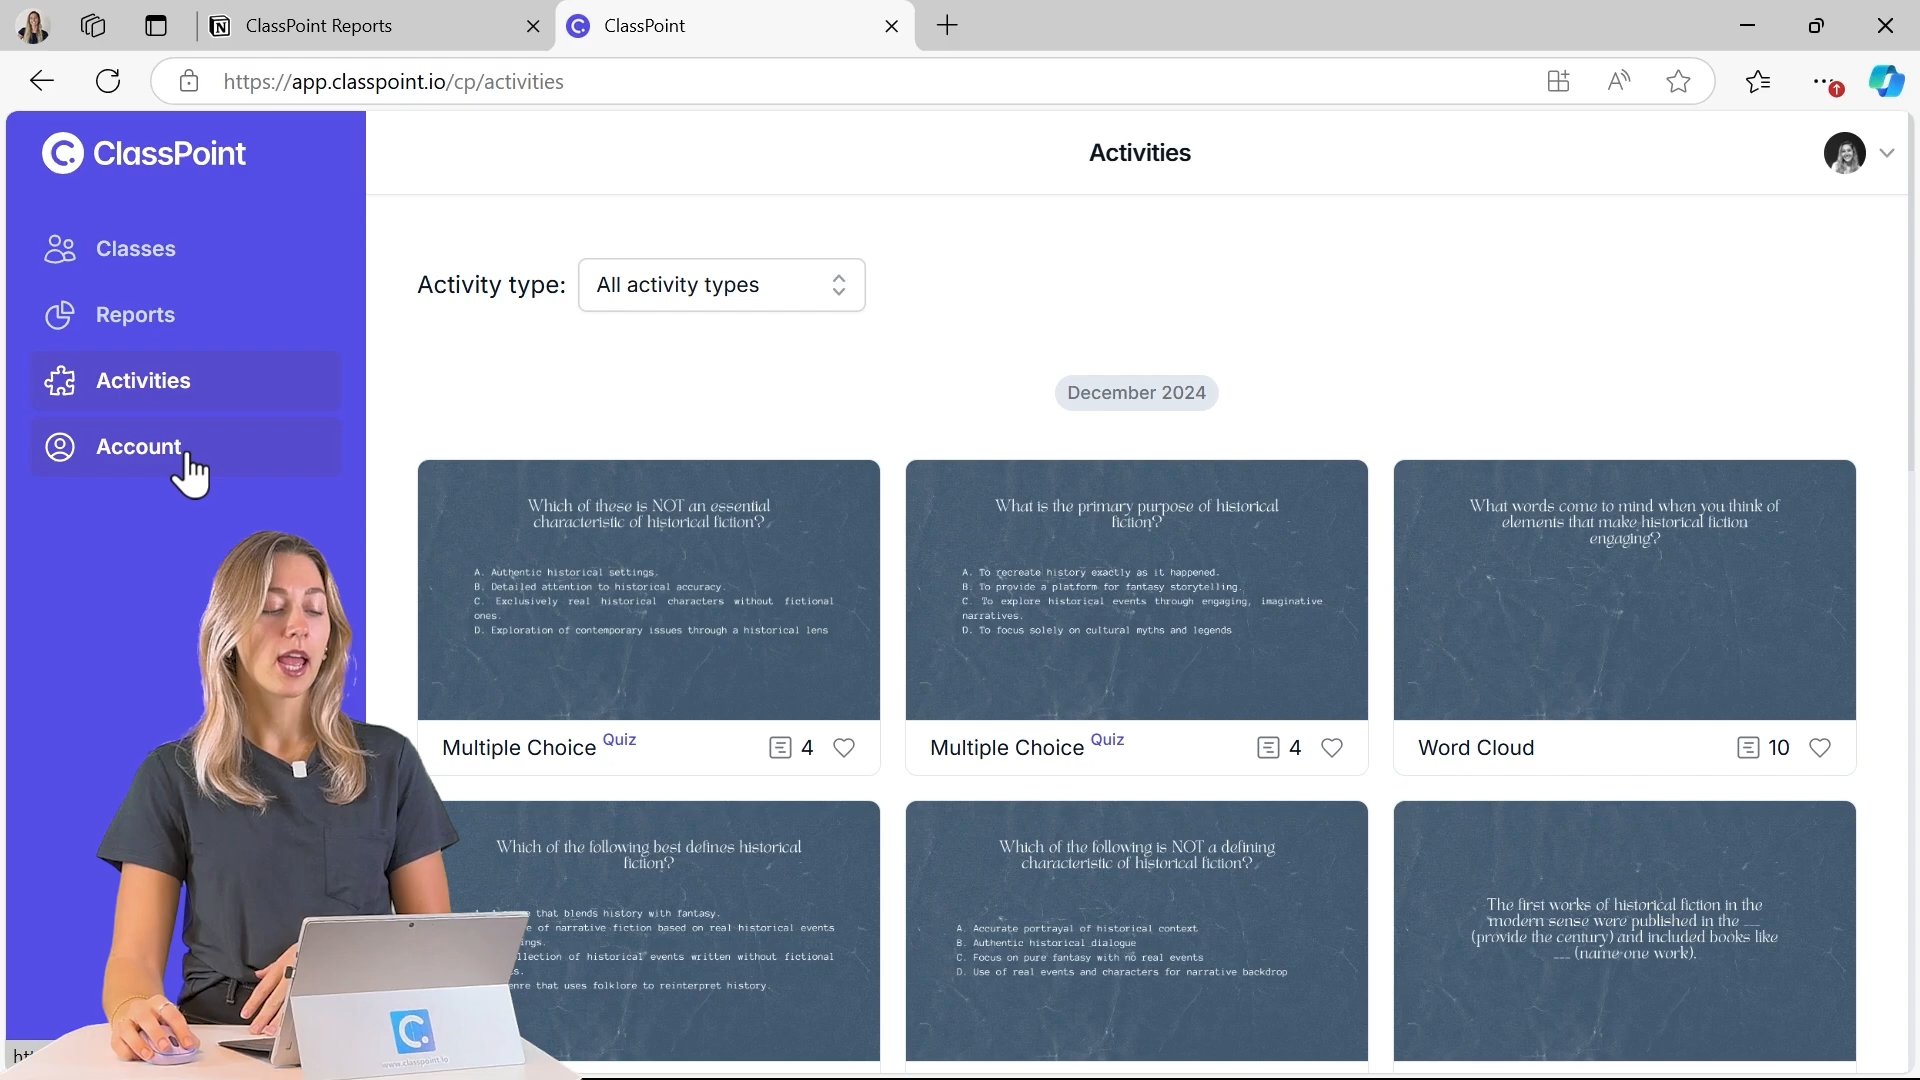 ClassPoint Reports
ClassPoint
https://app.classpoint.io/cp/activities
ClassPoint
Activities
Classes
Reports
Activities
Account
Activity type:
All activity types
December 2024
Which of these is NOT an essential
characteristic of historical fiction?
A. Authentic historical settings.
B. Detailed attention to historical accuracy.
C. Exclusively real historical characters without fictional
ones.
D. Exploration of contemporary issues through a historical lens
Multiple Choice Quiz
4
What is the primary purpose of historical
fiction?
A. To recreate history exactly as it happened.
B. To provide a platform for fantasy storytelling.
C. To explore historical events through engaging, imaginative
narratives.
D. To focus solely on cultural myths and legends
Multiple Choice Quiz
4
What words come to mind when you think of
elements that make historical fiction
engaging?
Word Cloud
10
Which of the following best defines historical
fiction?
that blends history with fantasy.
of narrative fiction based on real historical events
of historical events written without fictional
that uses folklore to reinterpret history.
Which of the following is NOT a defining
characteristic of historical fiction?
A. Accurate portrayal of historical context
B. Authentic historical dialogue
C. Focus on pure fantasy with no real events
D. Use of real events and characters for narrative backdrop
The first works of historical fiction in the
modern sense were published in the ___
(provide the century) and included books like
___ (name one work).
www.classpoint.io